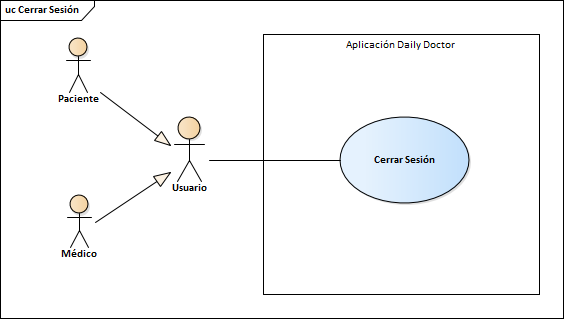 uc Cerrar Sesión
Aplicación Daily Doctor
Paciente
Cerrar Sesión
Usuario
Médico